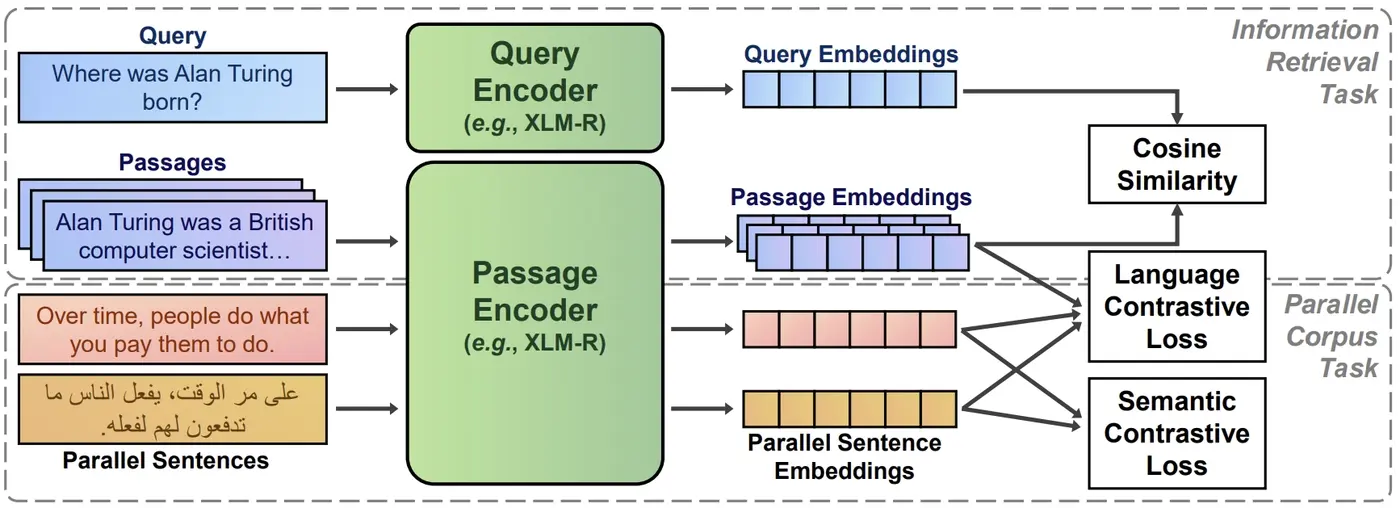 Query
Where was Alan Turing
born?
Query
Encoder
(e.g., XLM-R)
Query Embeddings
Information
Retrieval
Task
Cosine
Similarity
Passages
Alan Turing was a British
computer scientist…
Passage
Encoder
(e.g., XLM-R)
Passage Embeddings
Language
Contrastive
Loss
Over time, people do what
you pay them to do.
Parallel
Corpus
Task
على مر الوقت، يفعل الناس ما
تدفعون لهم لفعله.
Parallel Sentences
Parallel Sentence
Embeddings
Semantic
Contrastive
Loss